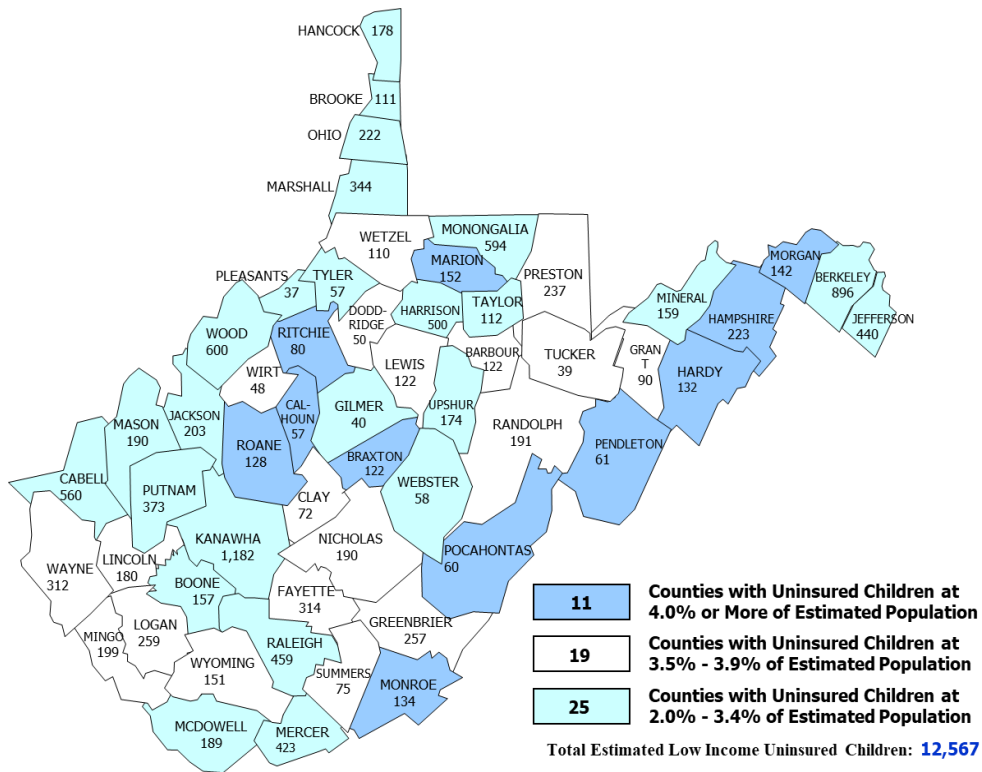 HANCOCK
178
BROOKE
111
OHIO
222
MARSHALL
344
WETZEL
110
MONONGALIA
594
MARION
152
PRESTON
237
MORGAN
142
BERKELEY
896
JEFFERSON
440
PLEASANTS
37
TYLER
57
DODD-
RIDGE
50
HARRISON
500
TAYLOR
112
MINERAL
159
HAMPSHIRE
223
WOOD
600
RITCHIE
80
WIRT
48
LEWIS
122
BARBOUR
122
TUCKER
39
GRAN
T
90
HARDY
132
MASON
190
JACKSON
203
ROANE
128
CAL-
HOUN
57
GILMER
40
UPSHUR
174
RANDOLPH
191
PENDLETON
61
CABELL
560
PUTNAM
373
BRAXTON
122
WEBSTER
58
CLAY
72
KANAWHA
1,182
NICHOLAS
190
POCAHONTAS
60
WAYNE
312
LINCOLN
180
BOONE
157
FAYETTE
314
GREENBRIER
257
MINGO
199
LOGAN
259
WYOMING
151
RALEIGH
459
SUMMERS
75
MONROE
134
MCDOWELL
189
MERCER
423
11
Counties with Uninsured Children at
4.0% or More of Estimated Population
19
Counties with Uninsured Children at
3.5% - 3.9% of Estimated Population
25
Counties with Uninsured Children at
2.0% - 3.4% of Estimated Population
Total Estimated Low Income Uninsured Children: 12,567